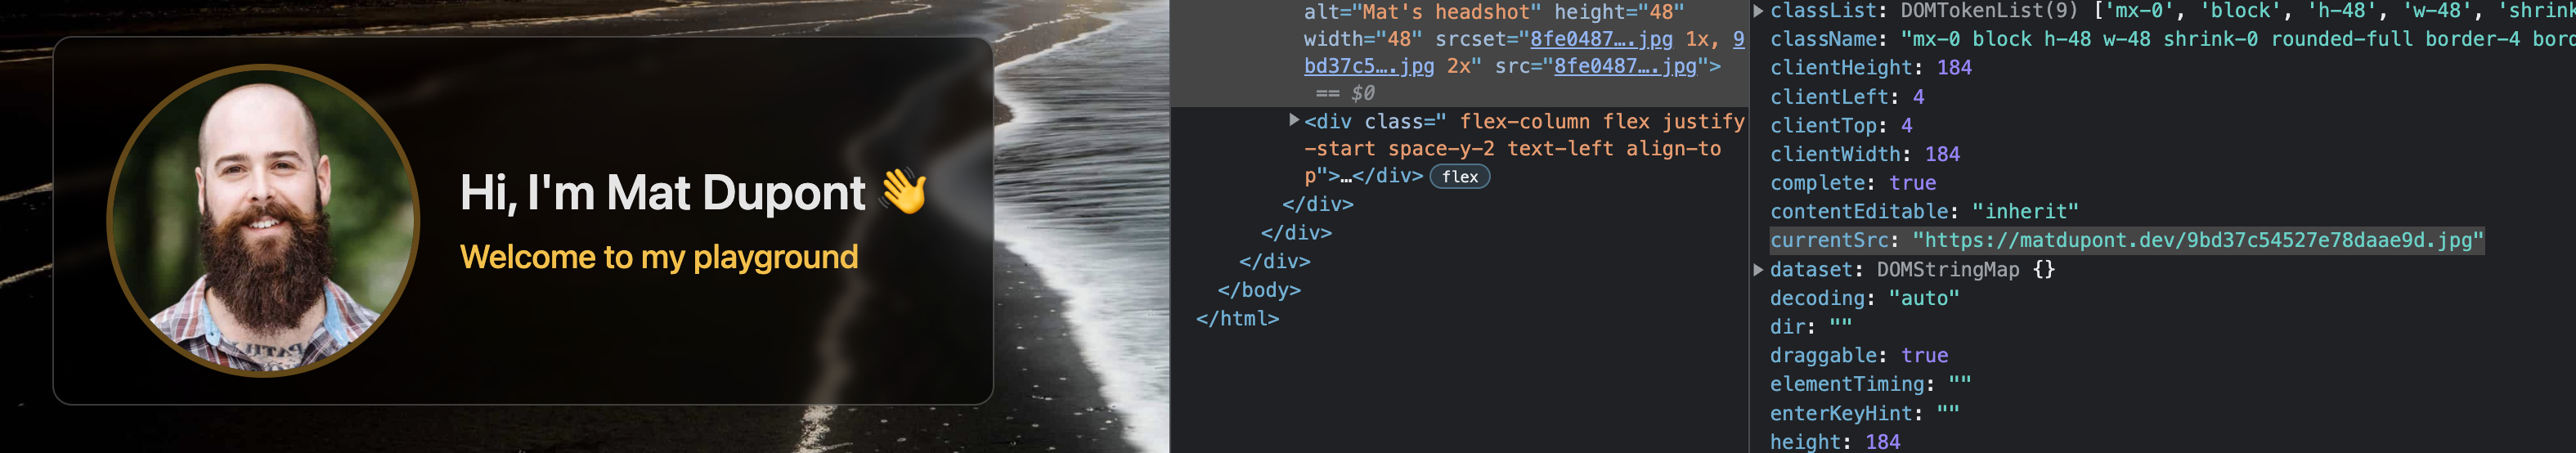 Hi, I'm Mat Dupont 👋
Welcome to my playground
alt="Mat's headshot" height="48"
width="48" srcset="8fe0487….jpg 1x, 9
bd37c5….jpg 2x" src="8fe0487….jpg">
== $0
<div class=" flex-column flex justify
-start space-y-2 text-left align-to
p">…</div> flex
</div>
</div>
</div>
</body>
</html>
classList: DOMTokenList(9) ['mx-0', 'block', 'h-48', 'w-48', 'shrink
className: "mx-0 block h-48 w-48 shrink-0 rounded-full border-4 bord
clientHeight: 184
clientLeft: 4
clientTop: 4
clientWidth: 184
complete: true
contentEditable: "inherit"
currentSrc: "https://matdupont.dev/9bd37c54527e78daae9d.jpg"
dataset: DOMStringMap {}
decoding: "auto"
dir: ""
draggable: true
elementTiming: ""
enterKeyHint: ""
height: 184